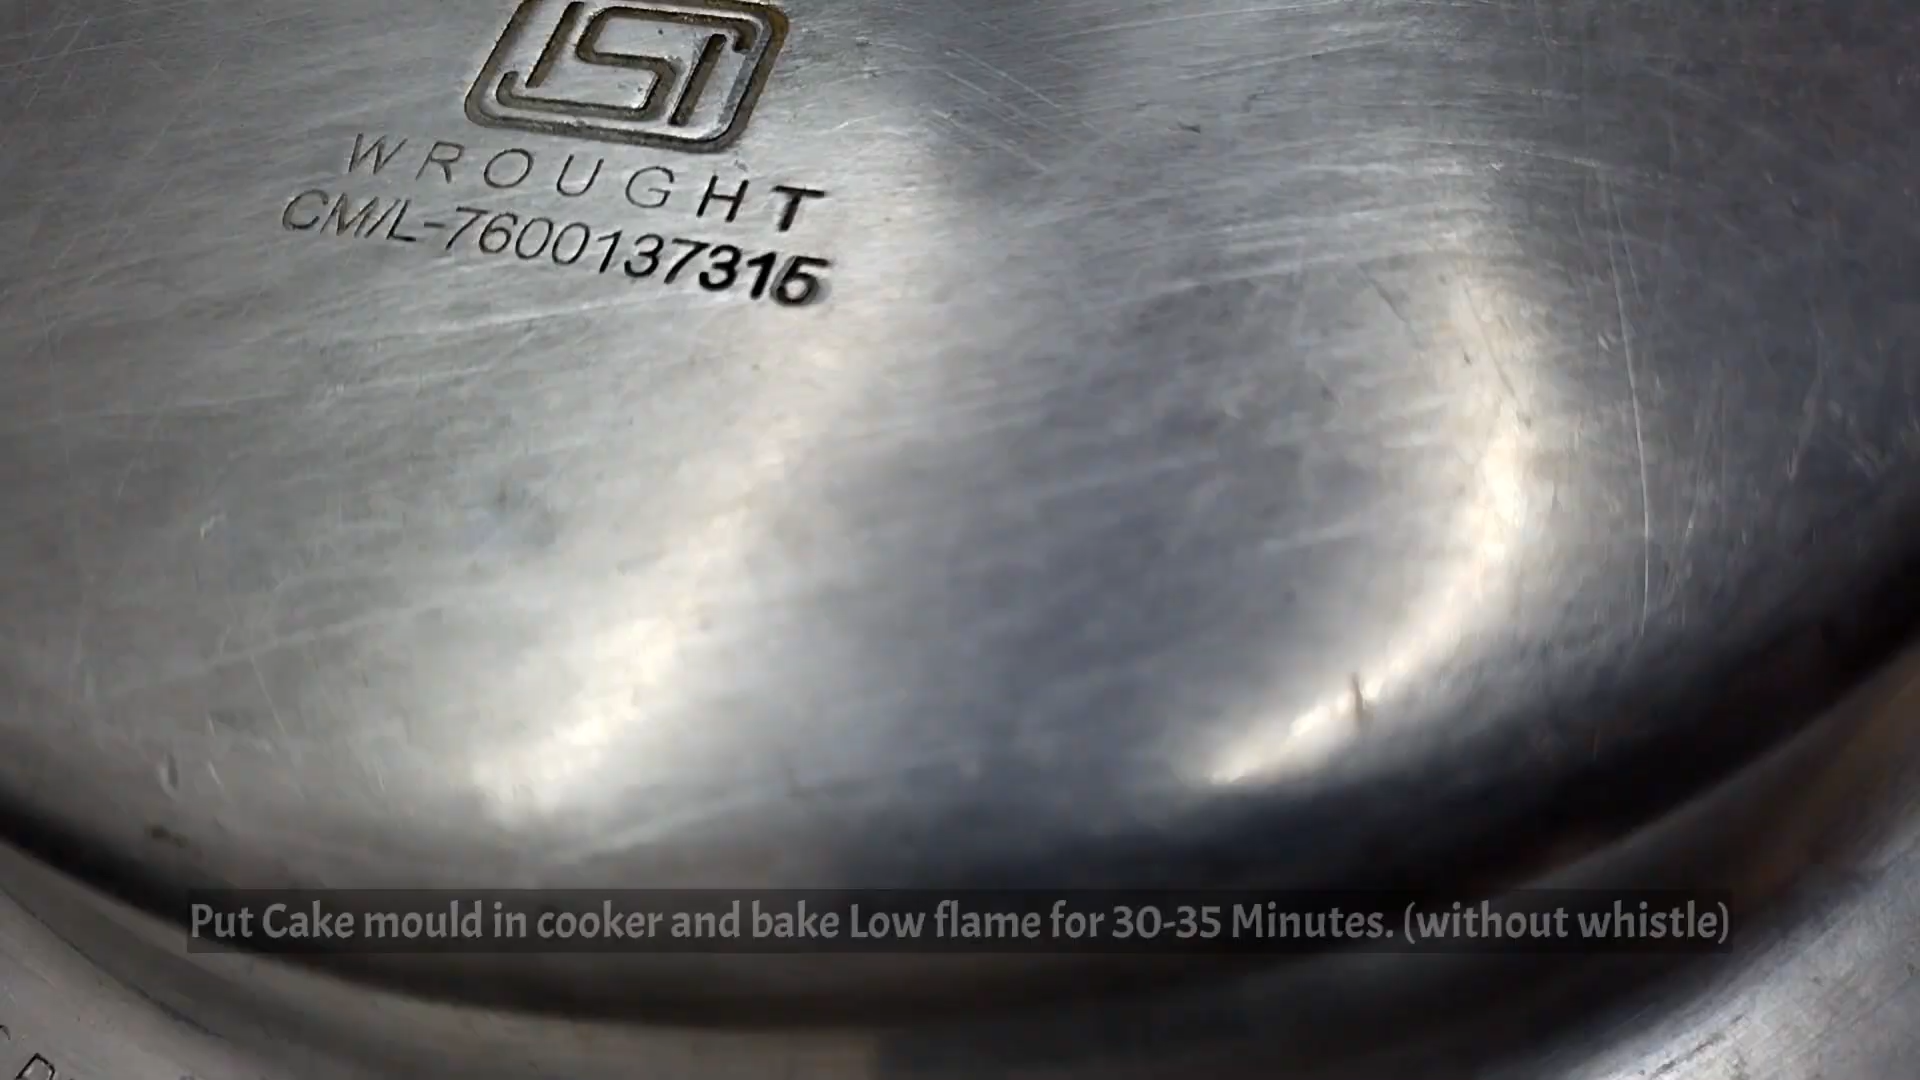 ISI
WROUGHT
CM/L-7600137315
Put Cake mould in cooker and bake Low flame for 30-35 Minutes. (without whistle)